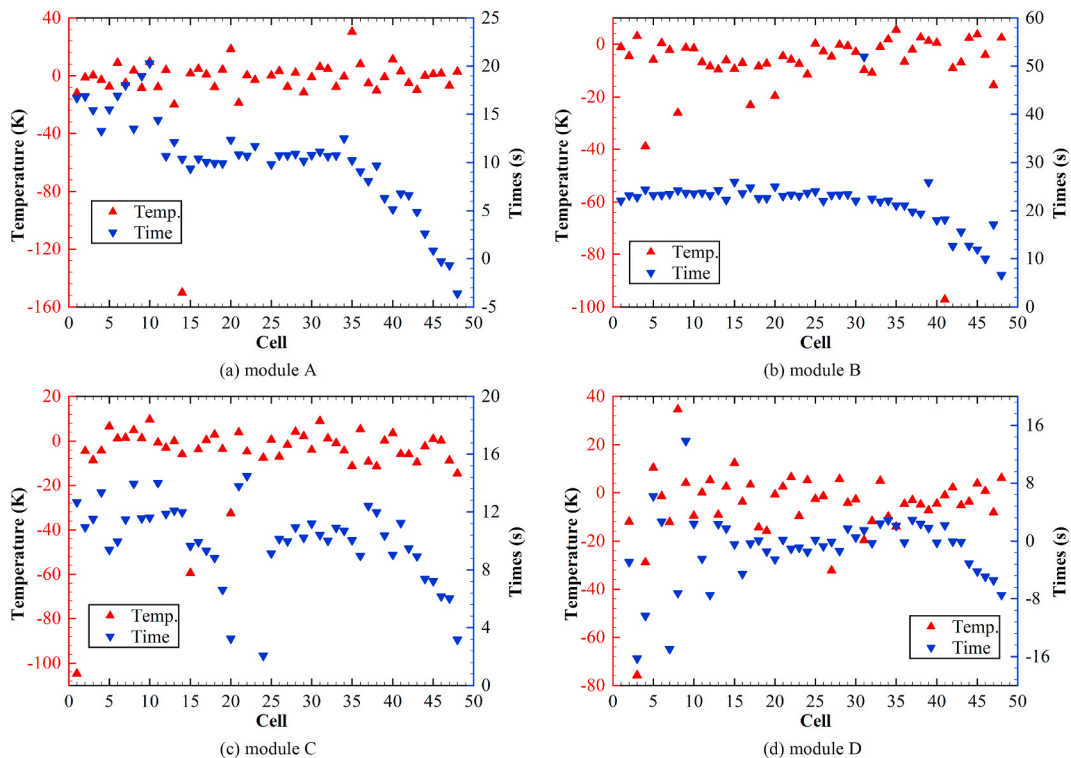 40
0
-40
-80
-120
-160
Temperature (K)
25
20
15
10
5
0
-5
Times (s)
Temp.
Time
0 5 10 15 20 25 30 35 40 45 50
Cell
(a) module A
0
-20
-40
-60
-80
-100
Temperature (K)
60
50
40
30
20
10
0
Times (s)
Temp.
Time
0 5 10 15 20 25 30 35 40 45 50
Cell
(b) module B
20
0
-20
-40
-60
-80
-100
Temperature (K)
20
16
12
8
4
0
Times (s)
Temp.
Time
0 5 10 15 20 25 30 35 40 45 50
Cell
(c) module C
40
20
0
-20
-40
-60
-80
Temperature (K)
16
8
0
-8
-16
Times (s)
Temp.
Time
0 5 10 15 20 25 30 35 40 45 50
Cell
(d) module D